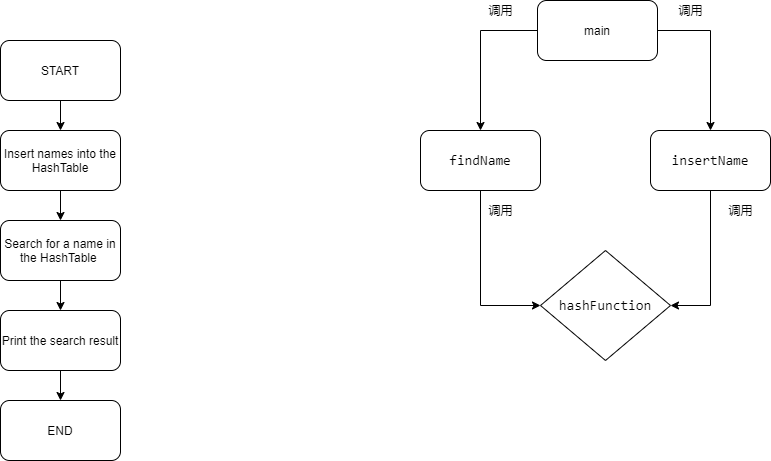 START
Insert names into the
HashTable
Search for a name in
the HashTable
Print the search result
END
调用
调用
main
findName
insertName
调用
调用
hashFunction